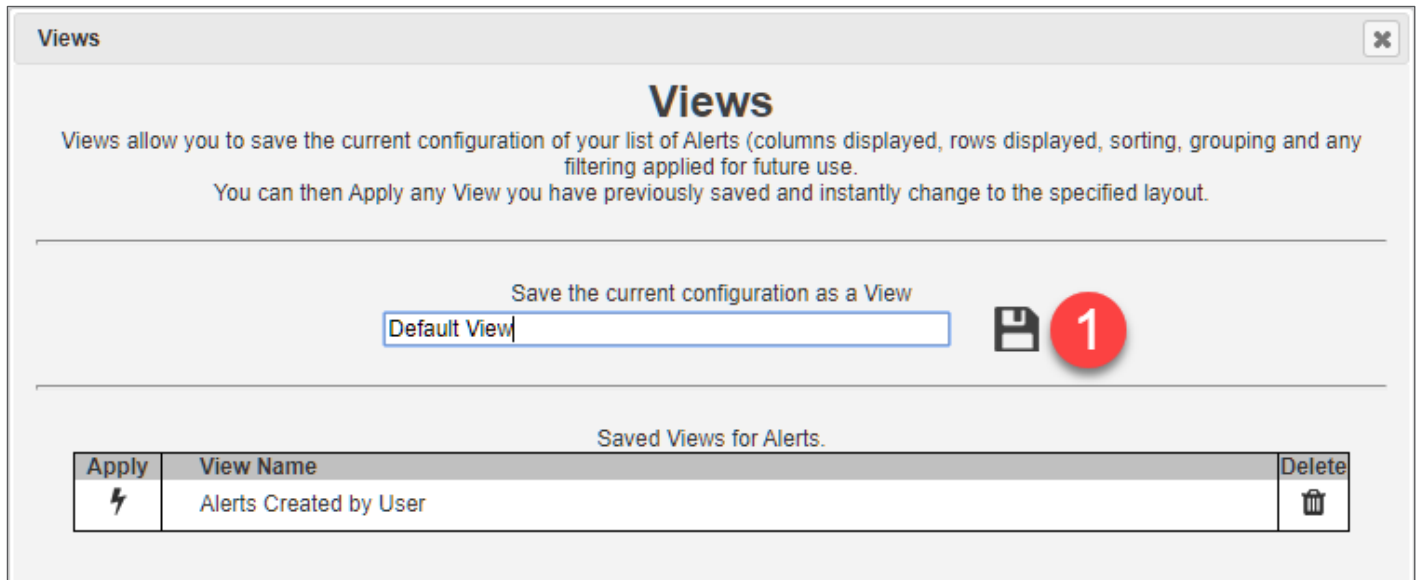 Views
Views
Views allow you to save the current configuration of your list of Alerts (columns displayed, rows displayed, sorting, grouping and any
filtering applied for future use.
You can then Apply any View you have previously saved and instantly change to the specified layout.
Save the current configuration as a View
Default View
1
Saved Views for Alerts.
Apply View Name Delete
Alerts Created by User